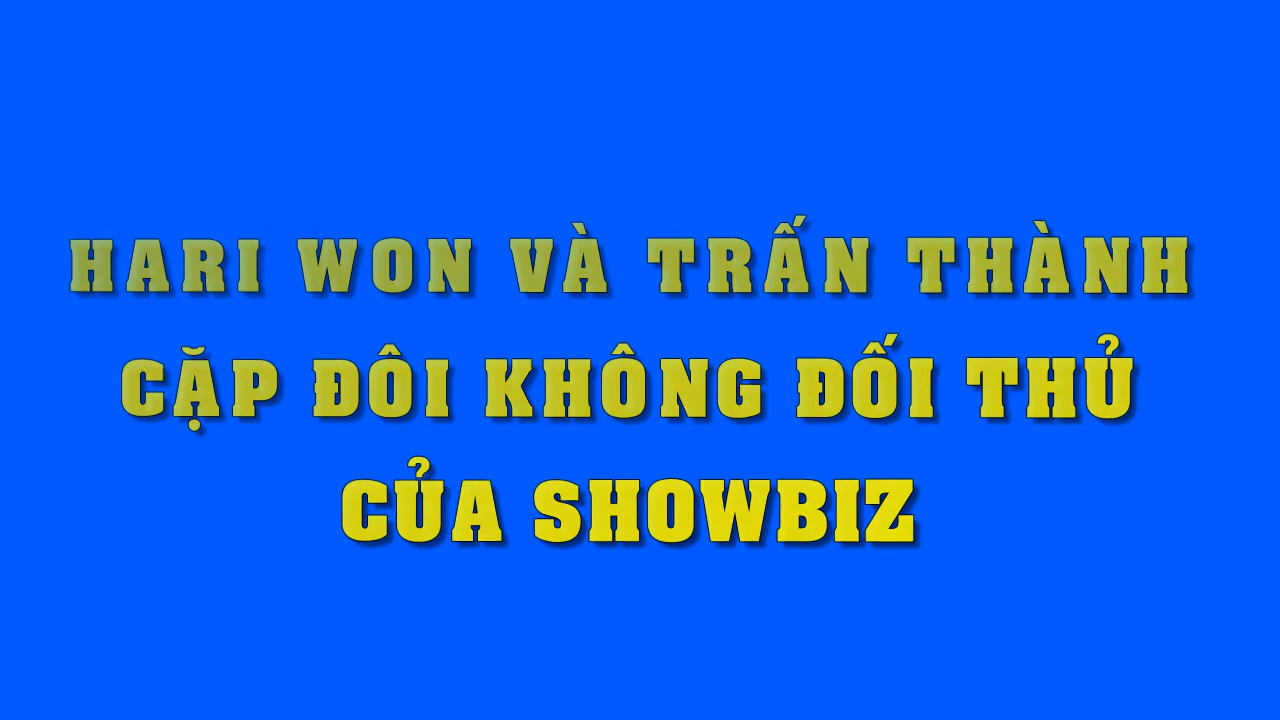 HARI WON VÀ TRẤN THÀNH
CẶP ĐÔI KHÔNG ĐỐI THỦ
CỦA SHOWBIZ